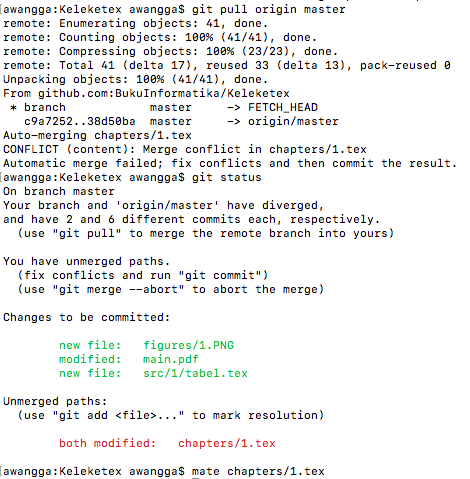 [awangga:Keleketex awangga$ git pull origin master
remote: Enumerating objects: 41, done.
remote: Counting objects: 100% (41/41), done.
remote: Compressing objects: 100% (23/23), done.
remote: Total 41 (delta 17), reused 33 (delta 13), pack-reused 0
Unpacking objects: 100% (41/41), done.
From github.com:BukuInformatika/Keleketex
 * branch            master     -> FETCH_HEAD
   c9a7252..38d50ba  master     -> origin/master
Auto-merging chapters/1.tex
CONFLICT (content): Merge conflict in chapters/1.tex
Automatic merge failed; fix conflicts and then commit the result.
[awangga:Keleketex awangga$ git status
On branch master
Your branch and 'origin/master' have diverged,
and have 2 and 6 different commits each, respectively.
  (use "git pull" to merge the remote branch into yours)

You have unmerged paths.
  (fix conflicts and run "git commit")
  (use "git merge --abort" to abort the merge)

Changes to be committed:

        new file:   figures/1.PNG
        modified:   main.pdf
        new file:   src/1/tabel.tex

Unmerged paths:
  (use "git add <file>..." to mark resolution)

        both modified:   chapters/1.tex

[awangga:Keleketex awangga$ mate chapters/1.tex